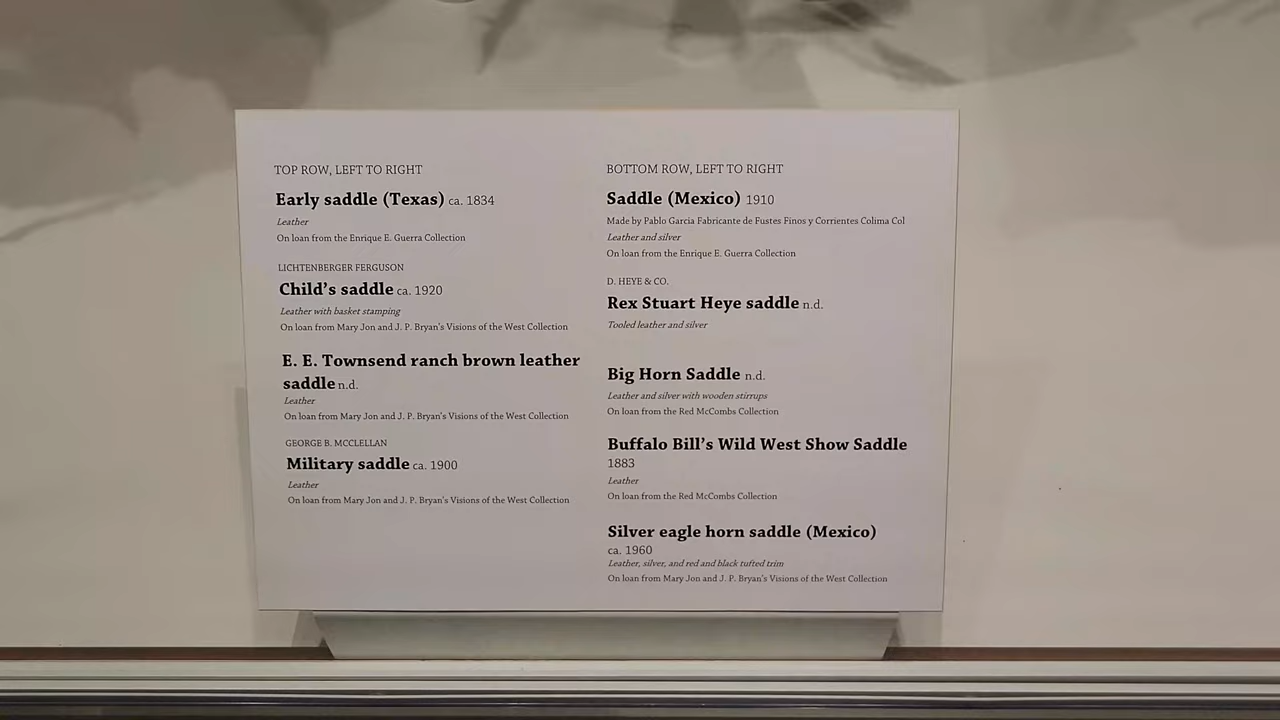 TOP ROW, LEFT TO RIGHT
Early saddle (Texas) ca. 1834
Leather
On loan from the Enrique E. Guerra Collection
LICHTENBERGER FERGUSON
Child's saddle ca. 1920
Leather with basket stamping
On loan from Mary Jon and J. P. Bryan's Visions of the West Collection
E. E. Townsend ranch brown leather
saddle n.d.
Leather
On loan from Mary Jon and J. P. Bryan's Visions of the West Collection
GEORGE B. MCCLELLAN
Military saddle ca. 1900
Leather
On loan from Mary Jon and J. P. Bryan's Visions of the West Collection
BOTTOM ROW, LEFT TO RIGHT
Saddle (Mexico) 1910
Made by Pablo Garcia Fabricante de Fustes Finos y Corrientes Colima Col
Leather and silver
On loan from the Enrique E. Guerra Collection
D. HEYE & CO.
Rex Stuart Heye saddle n.d.
Tooled leather and silver
Big Horn Saddle n.d.
Leather and silver with wooden stirrups
On loan from the Red McCombs Collection
Buffalo Bill's Wild West Show Saddle
1883
Leather
On loan from the Red McCombs Collection
Silver eagle horn saddle (Mexico)
ca. 1960
Leather, silver, and red and black tufted trim
On loan from Mary Jon and J. P. Bryan's Visions of the West Collection